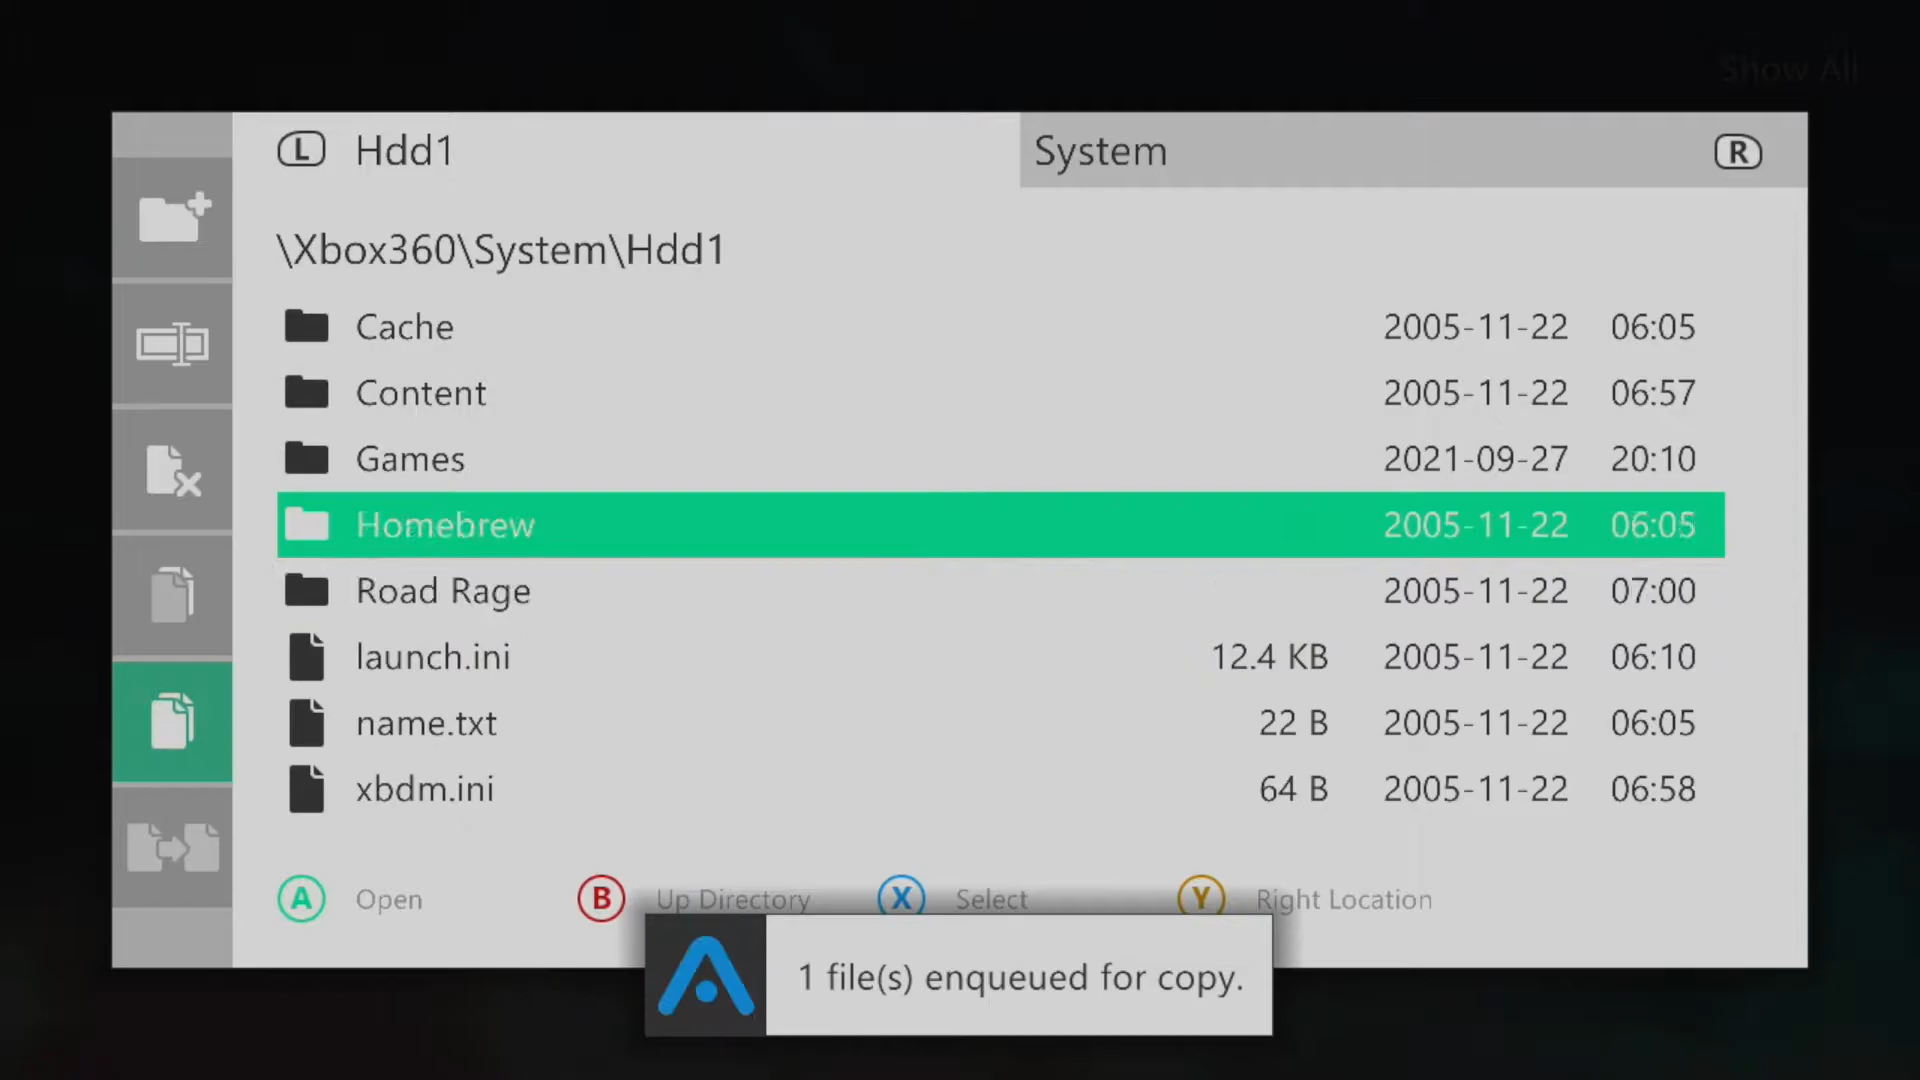 Show All
L Hdd1 System R
\Xbox360\System\Hdd1
Cache 2005-11-22 06:05
Content 2005-11-22 06:57
Games 2021-09-27 20:10
Homebrew 2005-11-22 06:05
Road Rage 2005-11-22 07:00
launch.ini 12.4 KB 2005-11-22 06:10
name.txt 22 B 2005-11-22 06:05
xbdm.ini 64 B 2005-11-22 06:58
A Open B Up Directory X Select Y Right Location
1 file(s) enqueued for copy.